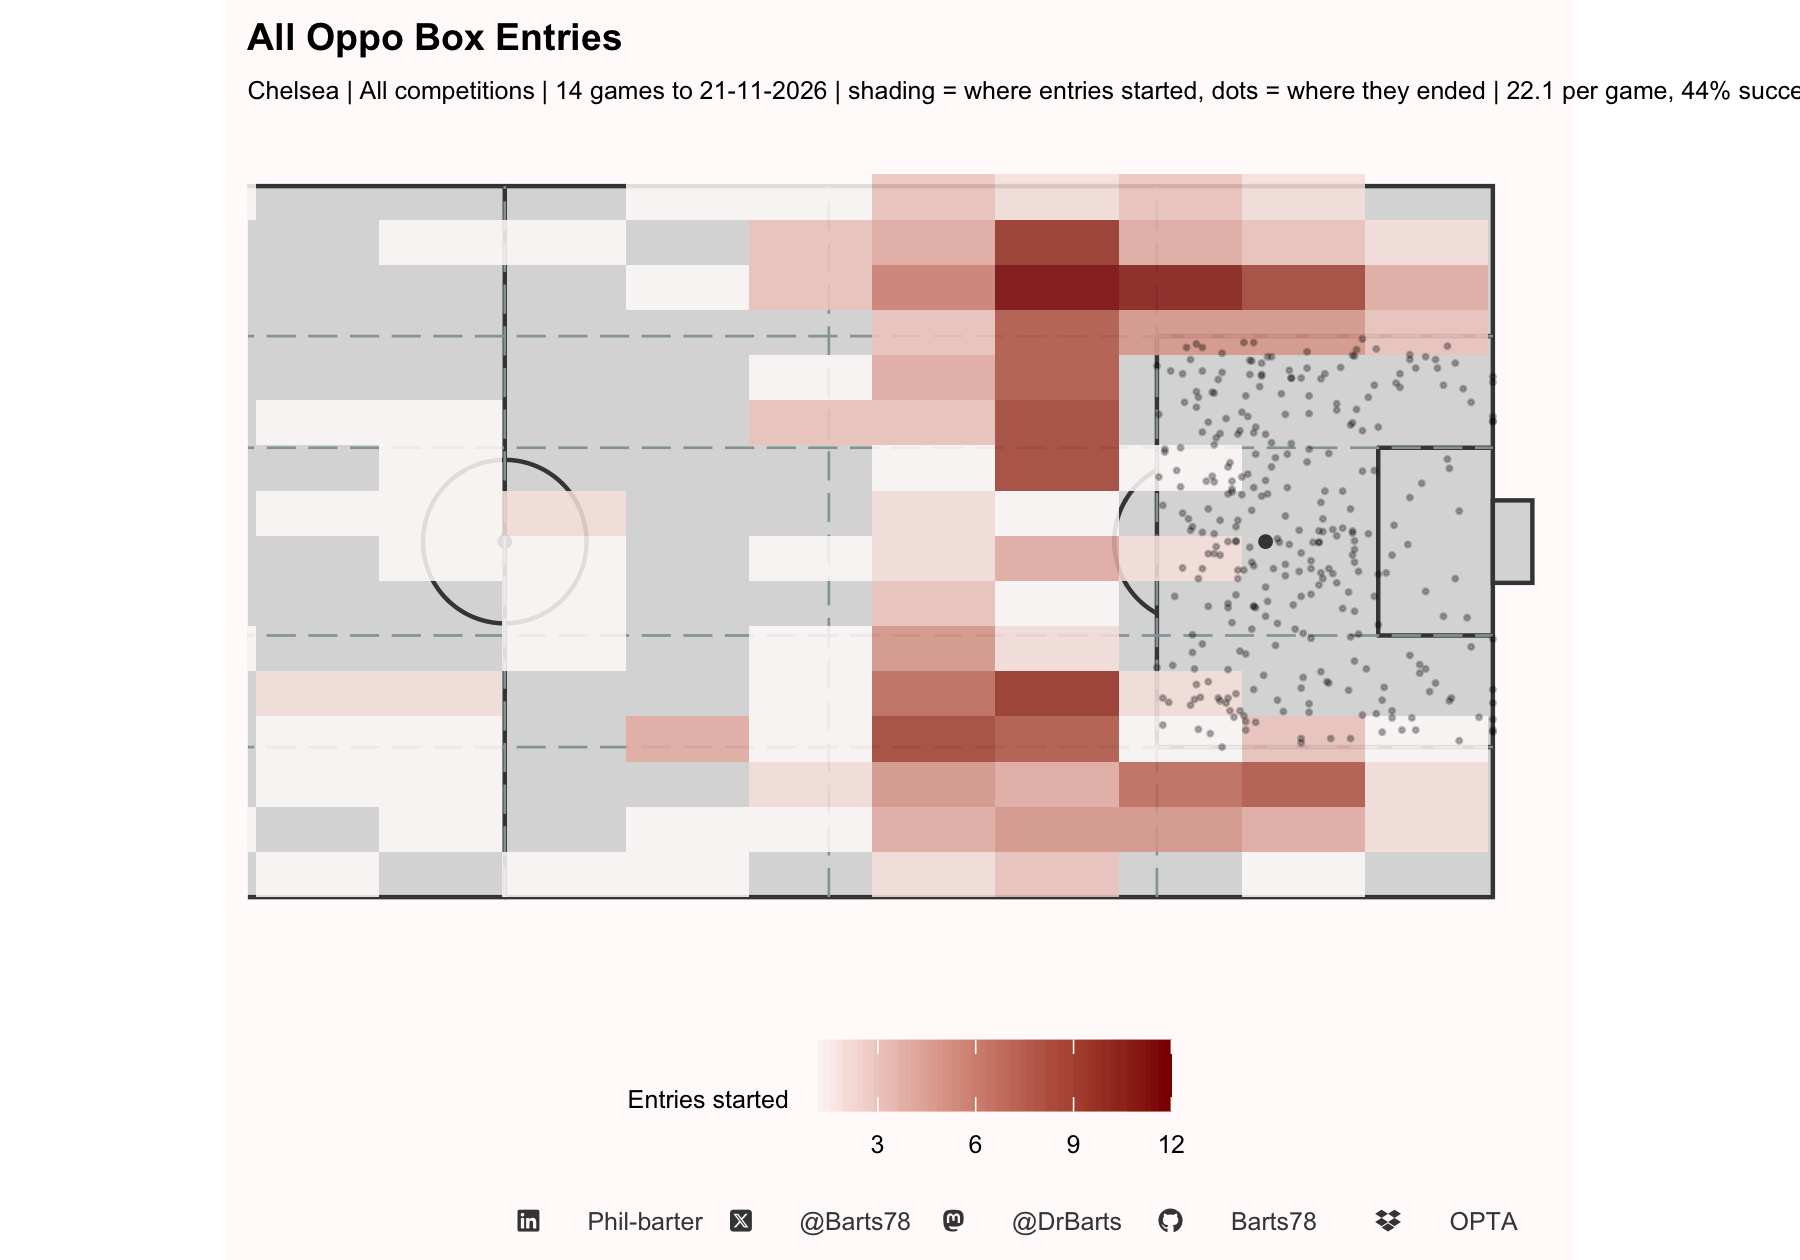 All Oppo Box Entries
Chelsea | All competitions | 14 games to 21-11-2026 | shading = where entries started, dots = where they ended | 22.1 per game, 44% succe
Entries started
3 6 9 12
Phil-barter @Barts78 @DrBarts Barts78 OPTA